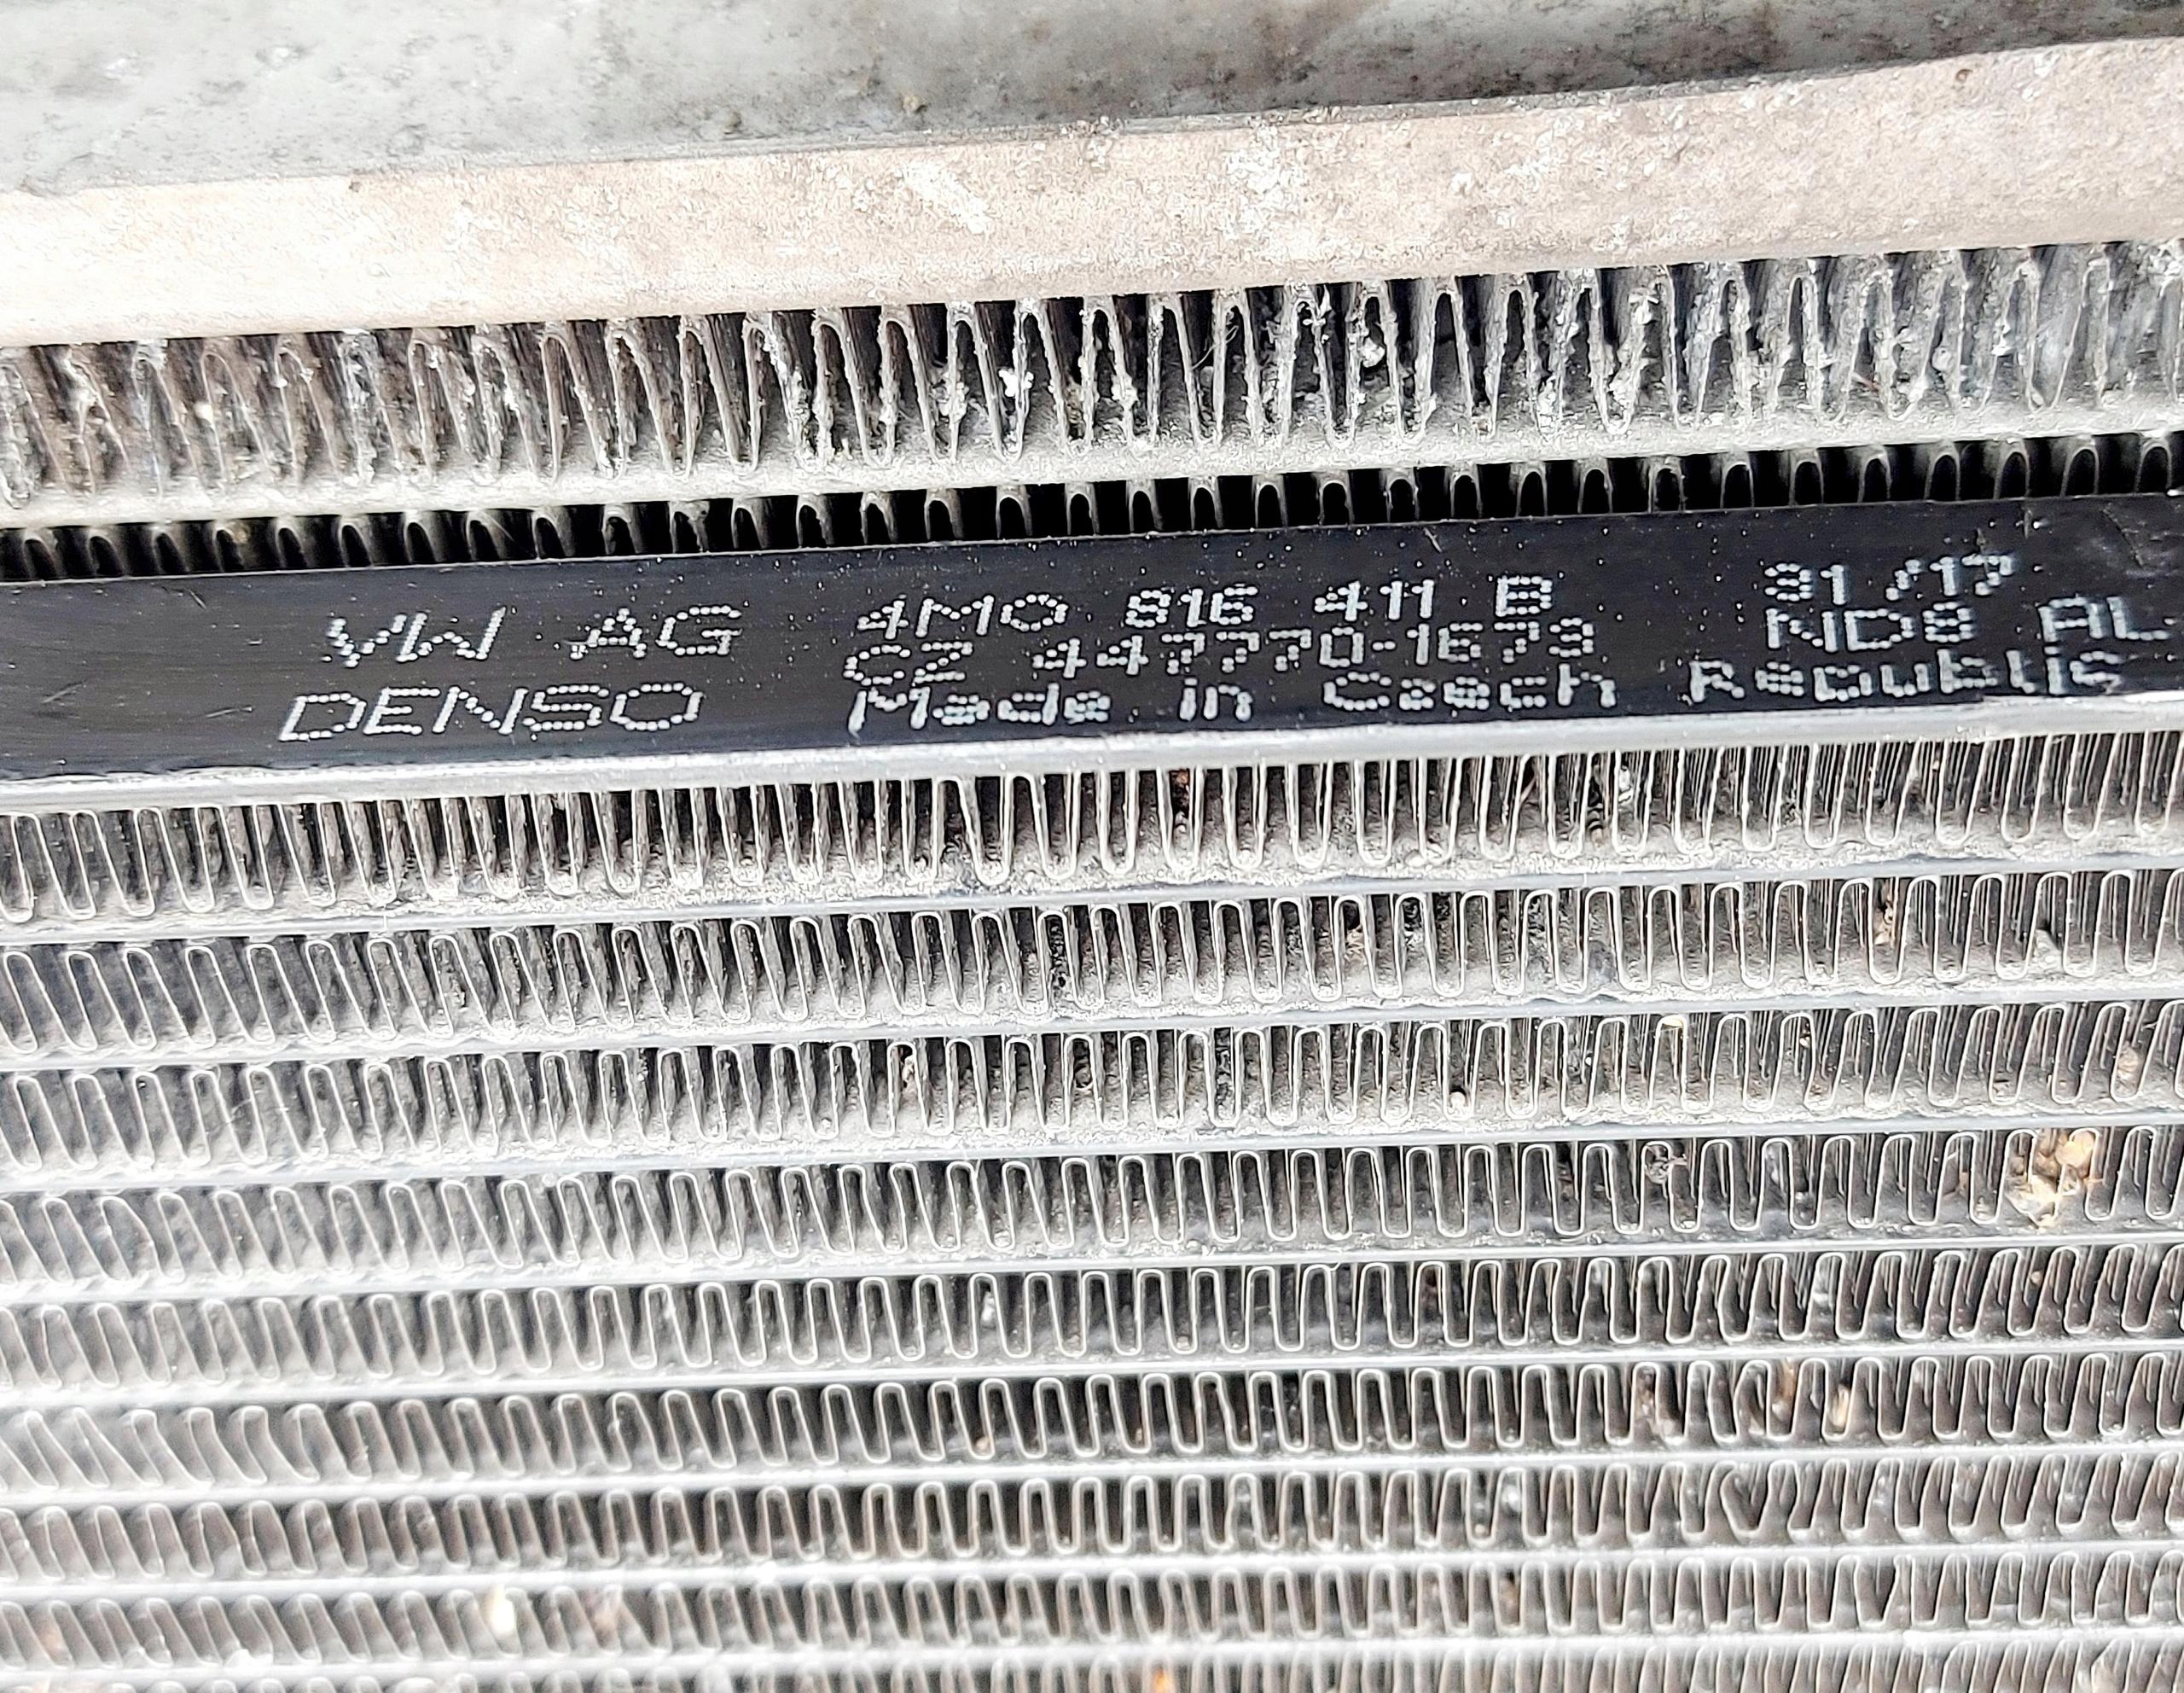 VW AG 4M0 816 411 B 31/17
CZ 447770-1673 ND8 AL
DENSO Made in Czech Republic